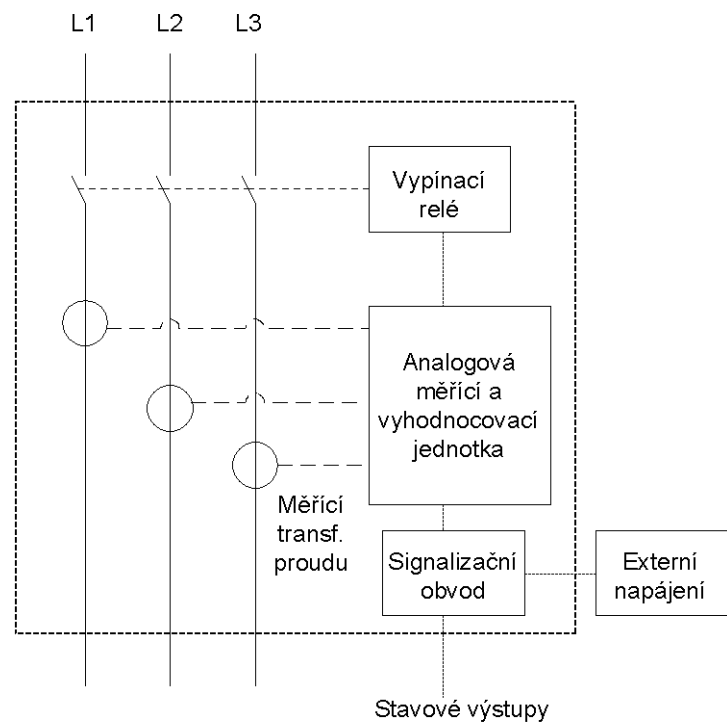 L1 L2 L3
Vypínací
relé
Analogová
měřící a
vyhodnocovací
jednotka
Měřící
transf.
proudu
Signalizační
obvod
Externí
napájení
Stavové výstupy